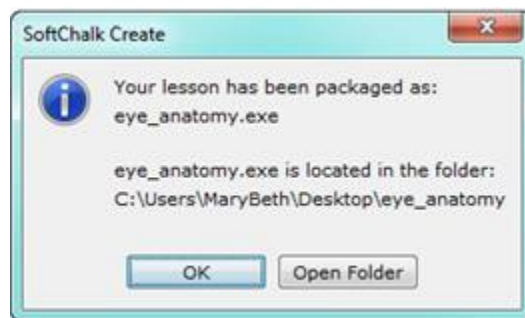 SoftChalk Create
Your lesson has been packaged as:
eye_anatomy.exe
eye_anatomy.exe is located in the folder:
C:\Users\MaryBeth\Desktop\eye_anatomy
OK
Open Folder